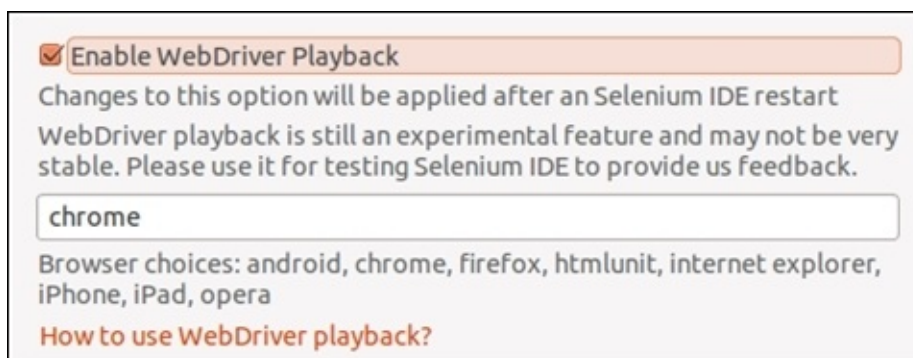 Enable WebDriver Playback
Changes to this option will be applied after an Selenium IDE restart
WebDriver playback is still an experimental feature and may not be very
stable. Please use it for testing Selenium IDE to provide us feedback.
chrome
Browser choices: android, chrome, firefox, htmlunit, internet explorer,
iPhone, iPad, opera
How to use WebDriver playback?